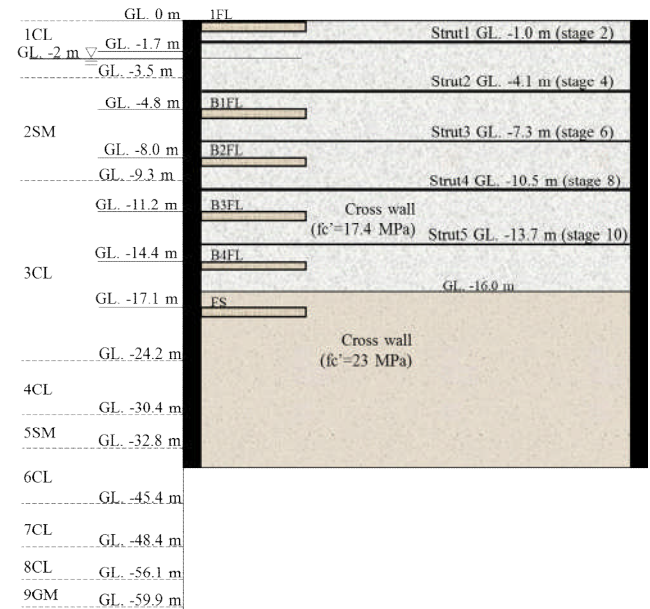 GL. 0 m 1FL
1CL
Strut1 GL. -1.0 m (stage 2)
GL. -1.7 m
GL. -2 m
GL. -3.5 m
Strut2 GL. -4.1 m (stage 4)
GL. -4.8 m B1FL
2SM
Strut3 GL. -7.3 m (stage 6)
GL. -8.0 m B2FL
GL. -9.3 m
Strut4 GL. -10.5 m (stage 8)
GL. -11.2 m B3FL
Cross wall
(fc'=17.4 MPa)
Strut5 GL. -13.7 m (stage 10)
GL. -14.4 m B4FL
3CL
GL. -16.0 m
GL. -17.1 m FS
Cross wall
(fc'=23 MPa)
GL. -24.2 m
4CL
GL. -30.4 m
5SM
GL. -32.8 m
6CL
GL. -45.4 m
7CL
GL. -48.4 m
8CL
GL. -56.1 m
9GM
GL. -59.9 m